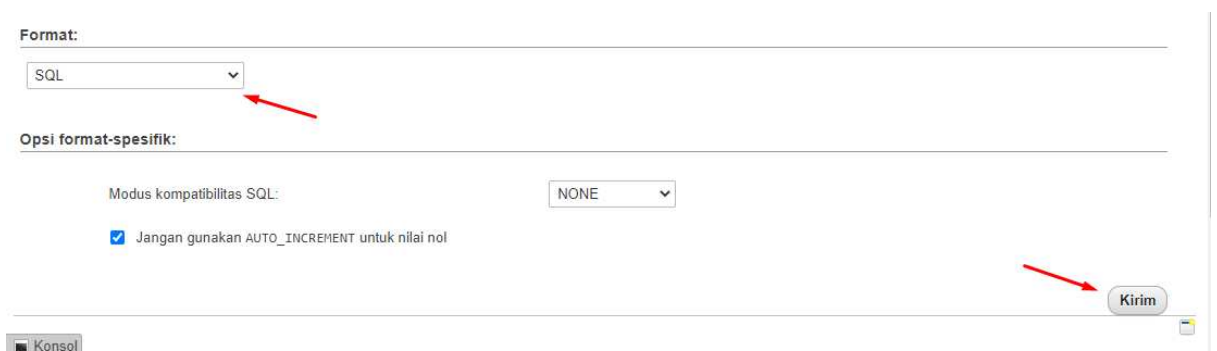 Format:
SQL
Opsi format-spesifik:
Modus kompatibilitas SQL: NONE
Jangan gunakan AUTO_INCREMENT untuk nilai nol
Kirim
Konsol